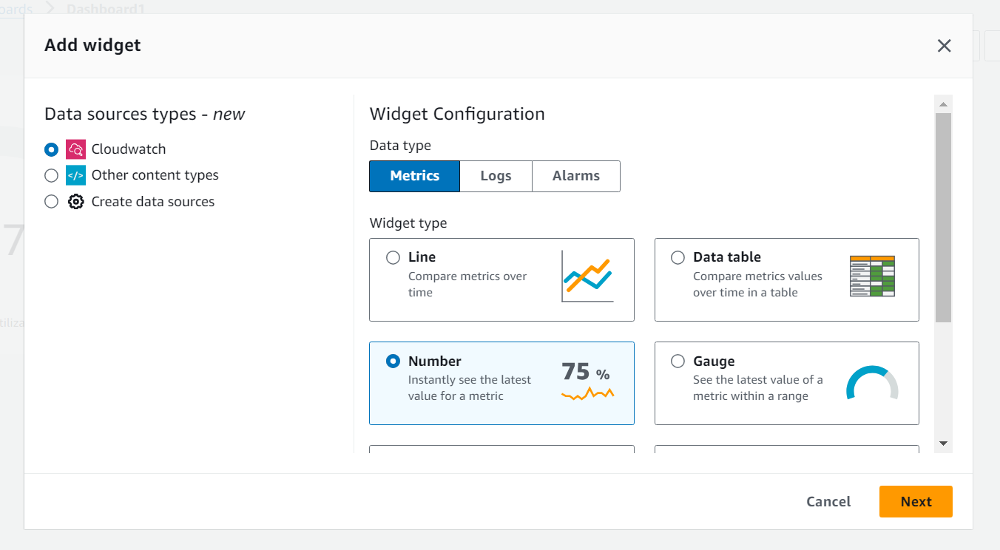 Dashboard1
Add widget
Data sources types - new
Cloudwatch
</> Other content types
Create data sources
Widget Configuration
Data type
Metrics Logs Alarms
Widget type
Line
Compare metrics over
time
Data table
Compare metrics values
over time in a table
Number
Instantly see the latest
value for a metric
75 %
Gauge
See the latest value of a
metric within a range
Cancel Next